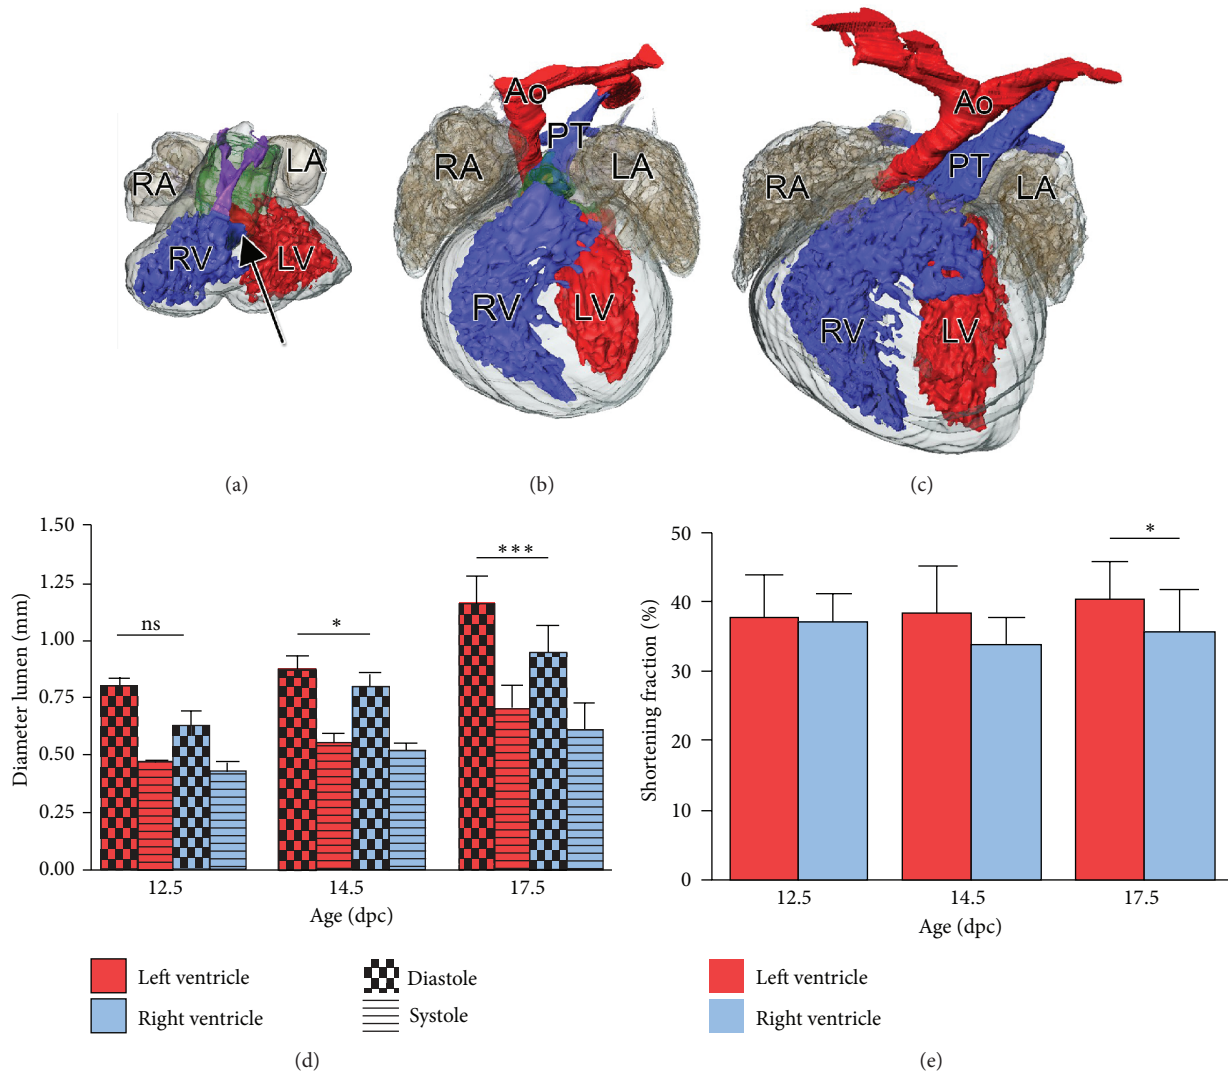 RA
LA
RV
LV
(a)
Ao
PT
RA
LA
RV
LV
(b)
Ao
PT
RA
LA
RV
LV
(c)
1.50
1.25
1.00
0.75
0.50
0.25
0.00
Diameter lumen (mm)
ns
*
***
12.5
14.5
17.5
Age (dpc)
Left ventricle
Right ventricle
Diastole
Systole
(d)
50
40
30
20
10
0
Shortening fraction (%)
*
12.5
14.5
17.5
Age (dpc)
Left ventricle
Right ventricle
(e)